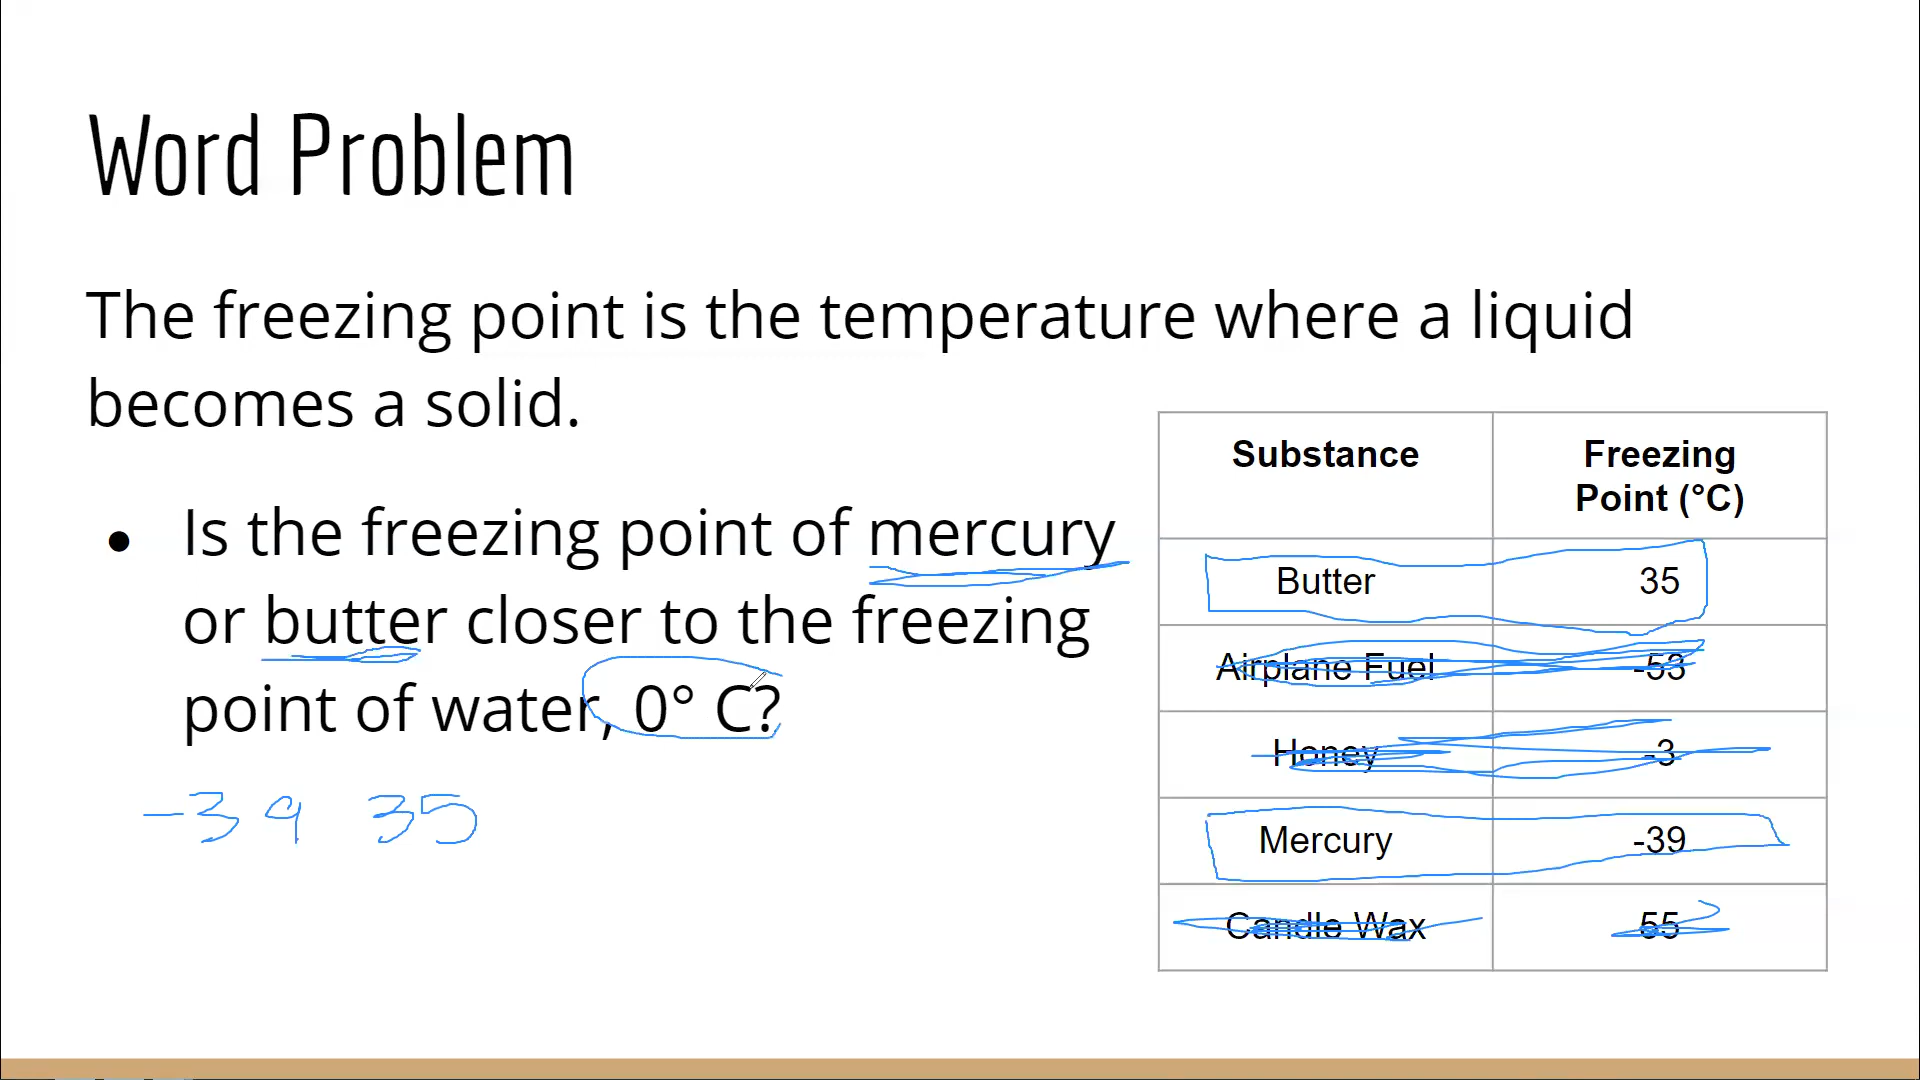 Word Problem
The freezing point is the temperature where a liquid
becomes a solid.
● Is the freezing point of mercury
or butter closer to the freezing
point of water, 0° C?
-39 35
Substance Freezing
Point (°C)
Butter 35
Airplane Fuel -53
Honey -3
Mercury -39
Candle Wax 55